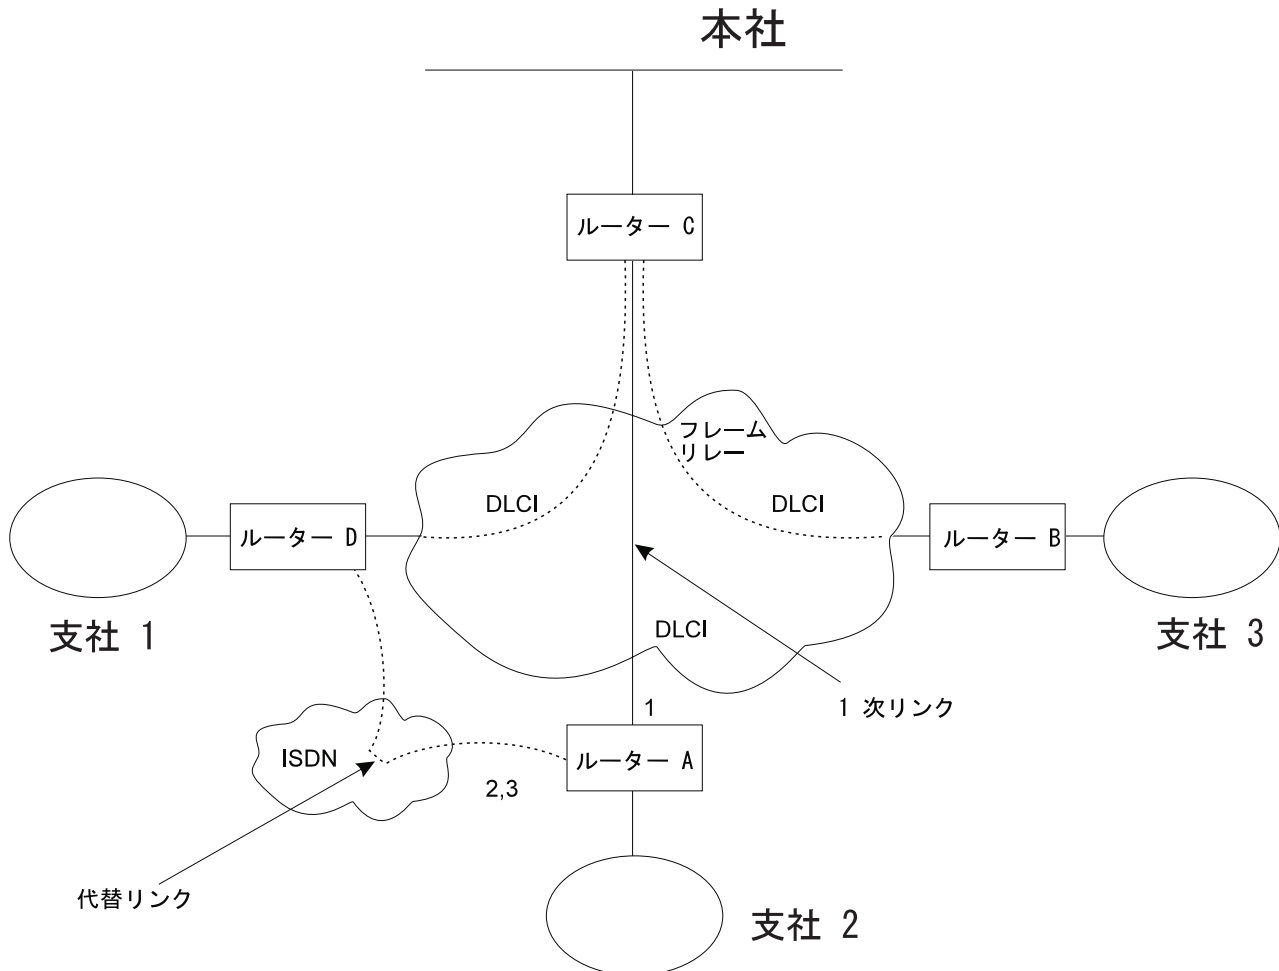 本社
ルーター C
フレーム
リレー
DLCI
DLCI
ルーター D
ルーター B
支社 1
DLCI
支社 3
1
1 次リンク
ISDN
ルーター A
2,3
代替リンク
支社 2